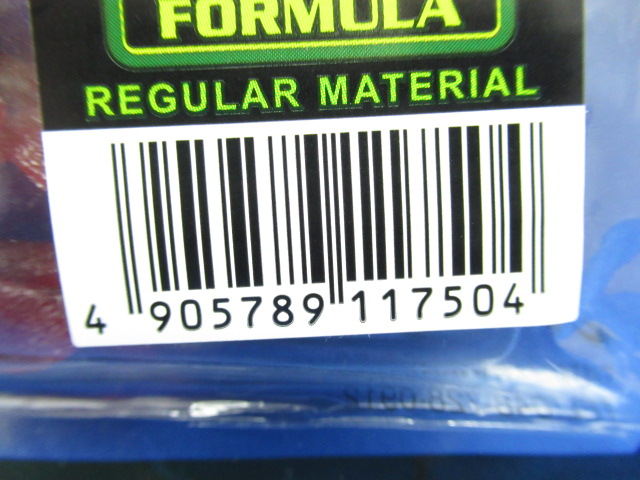 FORMULA
REGULAR MATERIAL
4 905789 117504